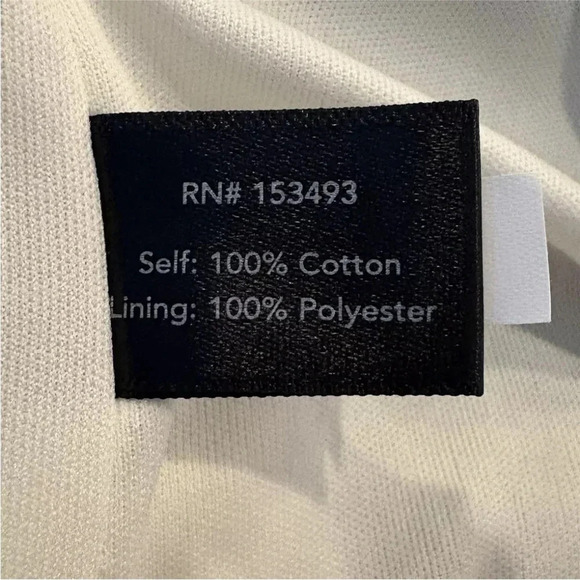 RN# 153493
Self: 100% Cotton
Lining: 100% Polyester